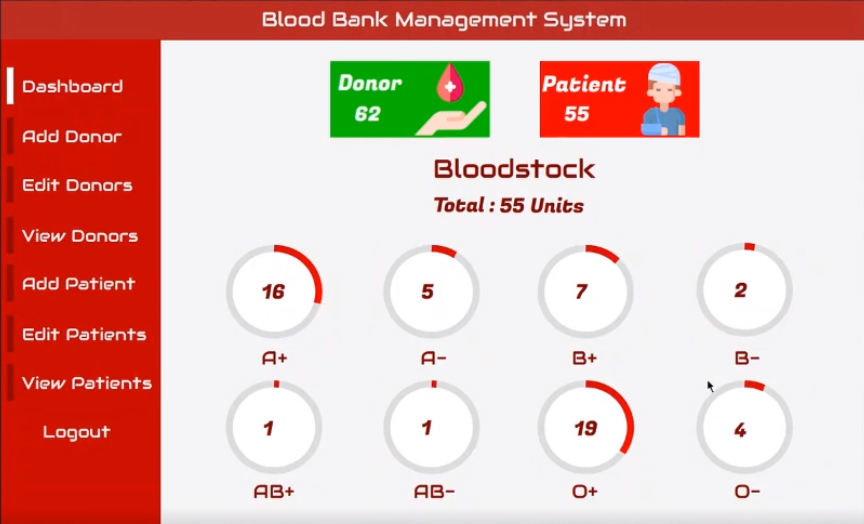 Blood Bank Management System
Dashboard
Add Donor
Edit Donors
View Donors
Add Patient
Edit Patients
View Patients
Logout
Donor
62
Patient
55
Bloodstock
Total : 55 Units
16
5
7
2
A+
A-
B+
B-
1
1
19
4
AB+
AB-
O+
O-